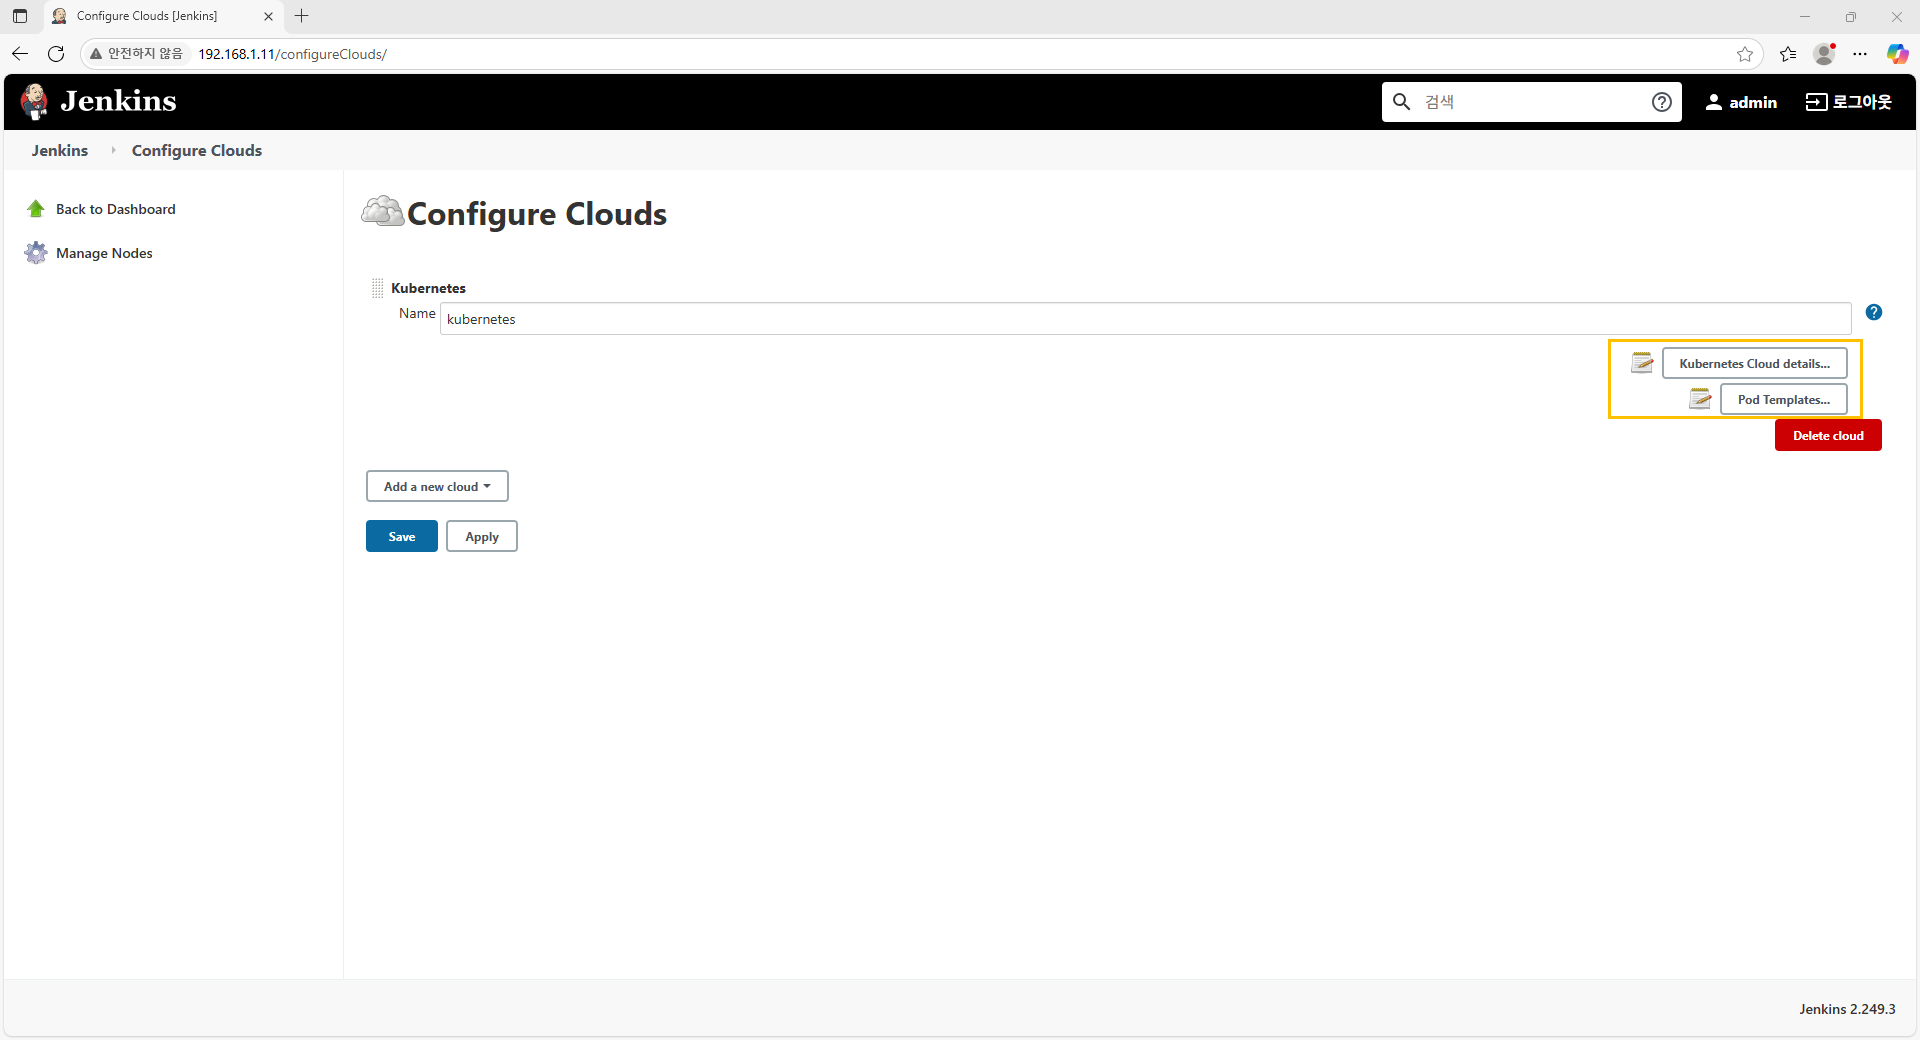 Configure Clouds [Jenkins]
안전하지 않음 192.168.1.11/configureClouds/
Jenkins
검색
admin
로그아웃
Jenkins Configure Clouds
Back to Dashboard
Manage Nodes
Configure Clouds
Kubernetes
Name kubernetes
Kubernetes Cloud details...
Pod Templates...
Delete cloud
Add a new cloud
Save Apply
Jenkins 2.249.3